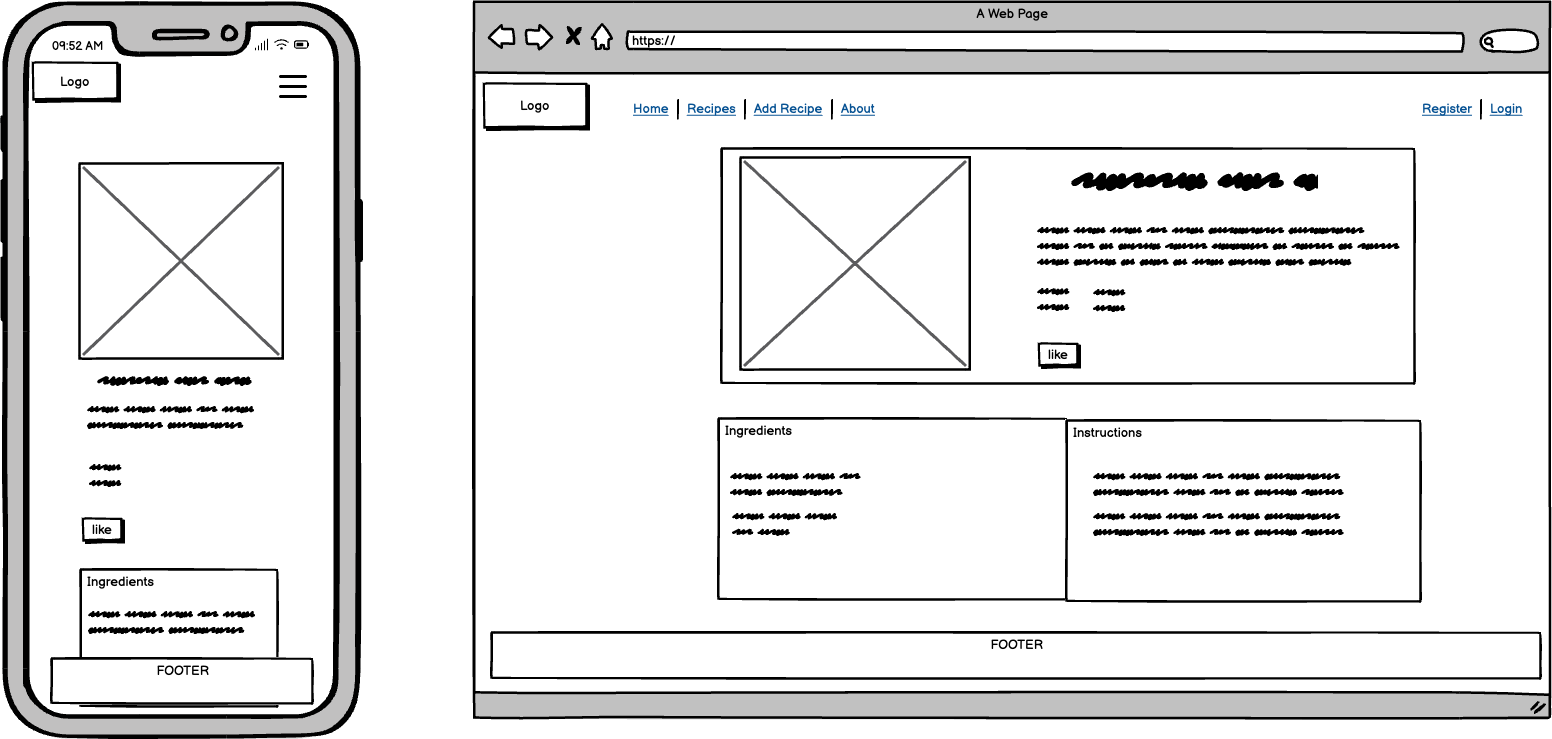 09:52 AM
Logo
like
Ingredients
FOOTER
A Web Page
https://
Logo
Home Recipes Add Recipe About
Register Login
like
Ingredients
Instructions
FOOTER